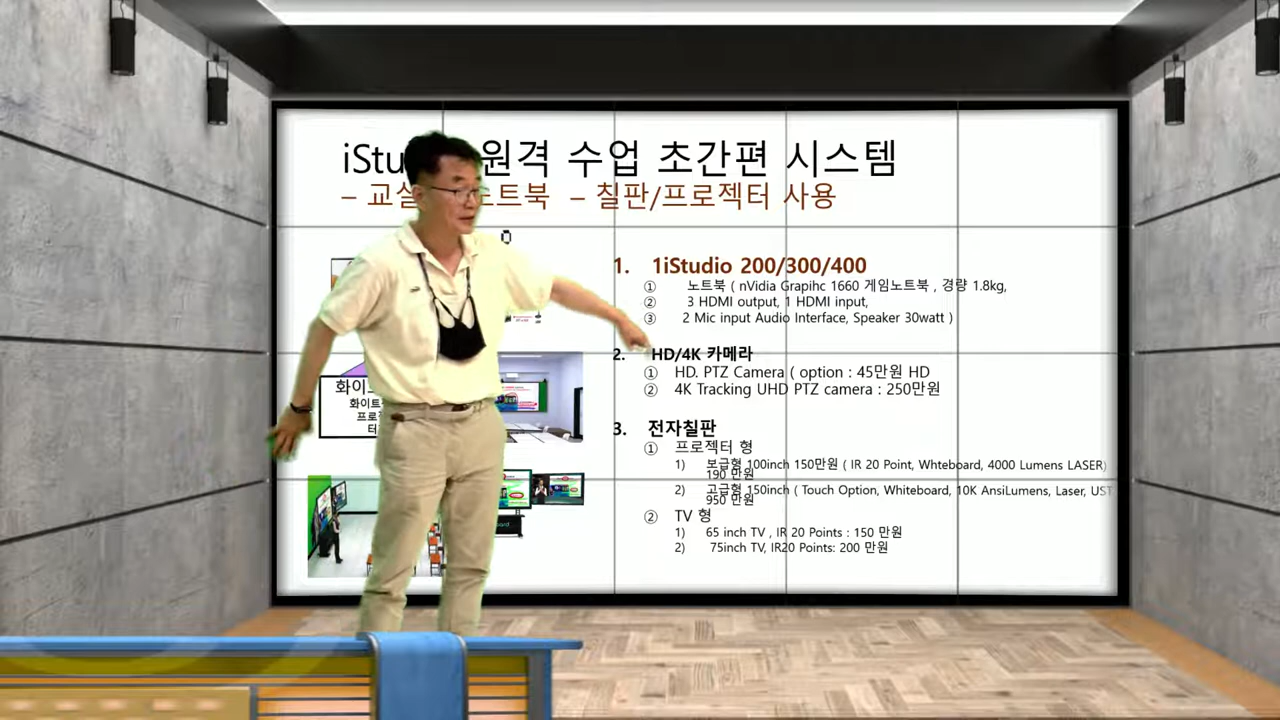 iStu 원격 수업 초간편 시스템
– 교실 노트북 – 칠판/프로젝터 사용
1. 1iStudio 200/300/400
① 노트북 ( nVidia Grapihc 1660 게임노트북 , 경량 1.8kg,
② 3 HDMI output, 1 HDMI input,
③ 2 Mic input Audio Interface, Speaker 30watt )
2. HD/4K 카메라
① HD. PTZ Camera ( option : 45만원 HD
② 4K Tracking UHD PTZ camera : 250만원
화이
화이트
프로젝
터
3. 전자칠판
① 프로젝터 형
1) 보급형 100inch 150만원 ( IR 20 Point, Whteboard, 4000 Lumens LASER)
190 만원
2) 고급형 150inch ( Touch Option, Whiteboard, 10K AnsiLumens, Laser, UST
950 만원
② TV 형
1) 65 inch TV , IR 20 Points : 150 만원
2) 75inch TV, IR20 Points: 200 만원